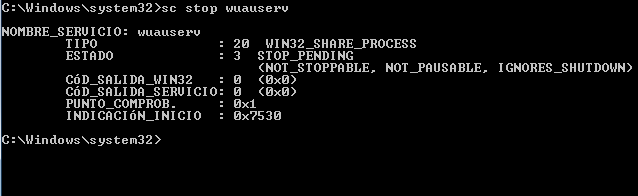 C:\Windows\system32>sc stop wuauserv
NOMBRE_SERVICIO: wuauserv
TIPO : 20 WIN32_SHARE_PROCESS
ESTADO : 3 STOP_PENDING
(NOT_STOPPABLE, NOT_PAUSABLE, IGNORES_SHUTDOWN)
CóD_SALIDA_WIN32 : 0 (0x0)
CóD_SALIDA_SERVICIO: 0 (0x0)
PUNTO_COMPROB. : 0x1
INDICACIóN_INICIO : 0x7530
C:\Windows\system32>